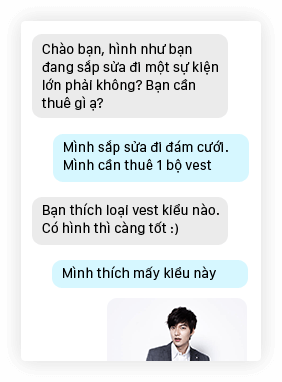 Chào bạn, hình như bạn
đang sắp sửa đi một sự kiện
lớn phải không? Bạn cần
thuê gì ạ?
Mình sắp sửa đi đám cưới.
Mình cần thuê 1 bộ vest
Bạn thích loại vest kiểu nào.
Có hình thì càng tốt :)
Mình thích mấy kiểu này